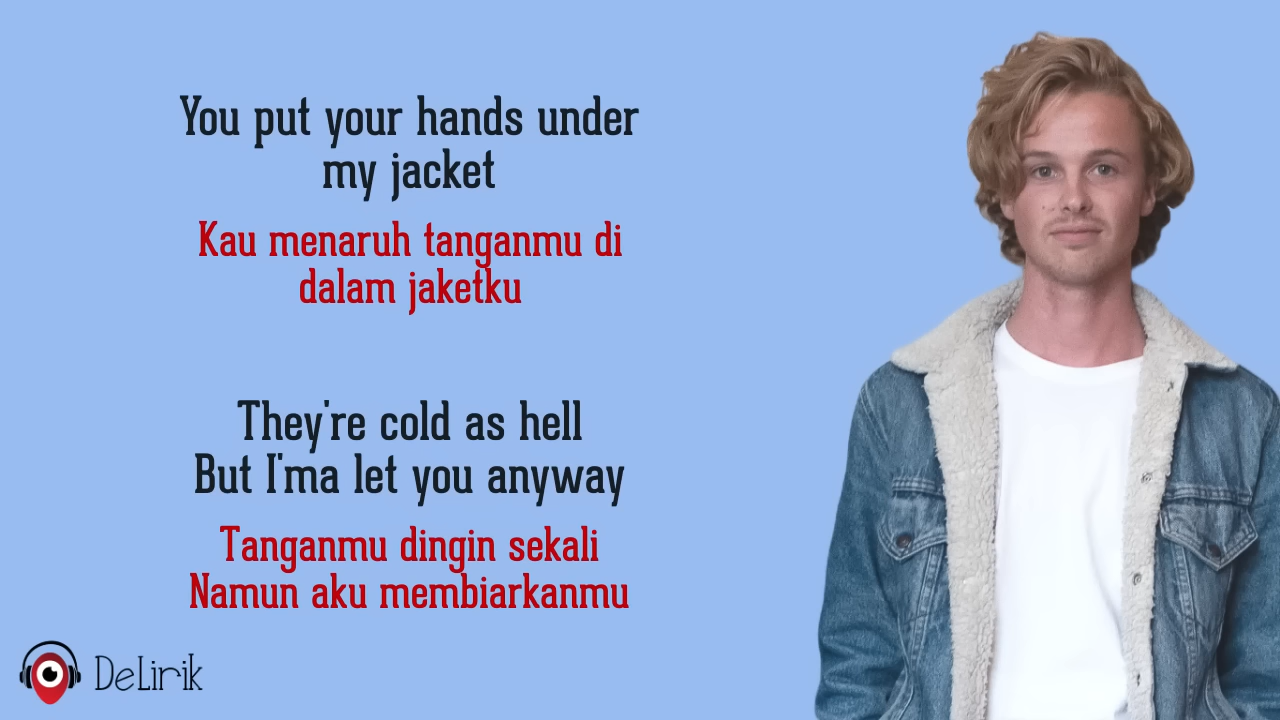 You put your hands under
my jacket
Kau menaruh tanganmu di
dalam jaketku
They're cold as hell
But I'ma let you anyway
Tanganmu dingin sekali
Namun aku membiarkanmu
DeLirik